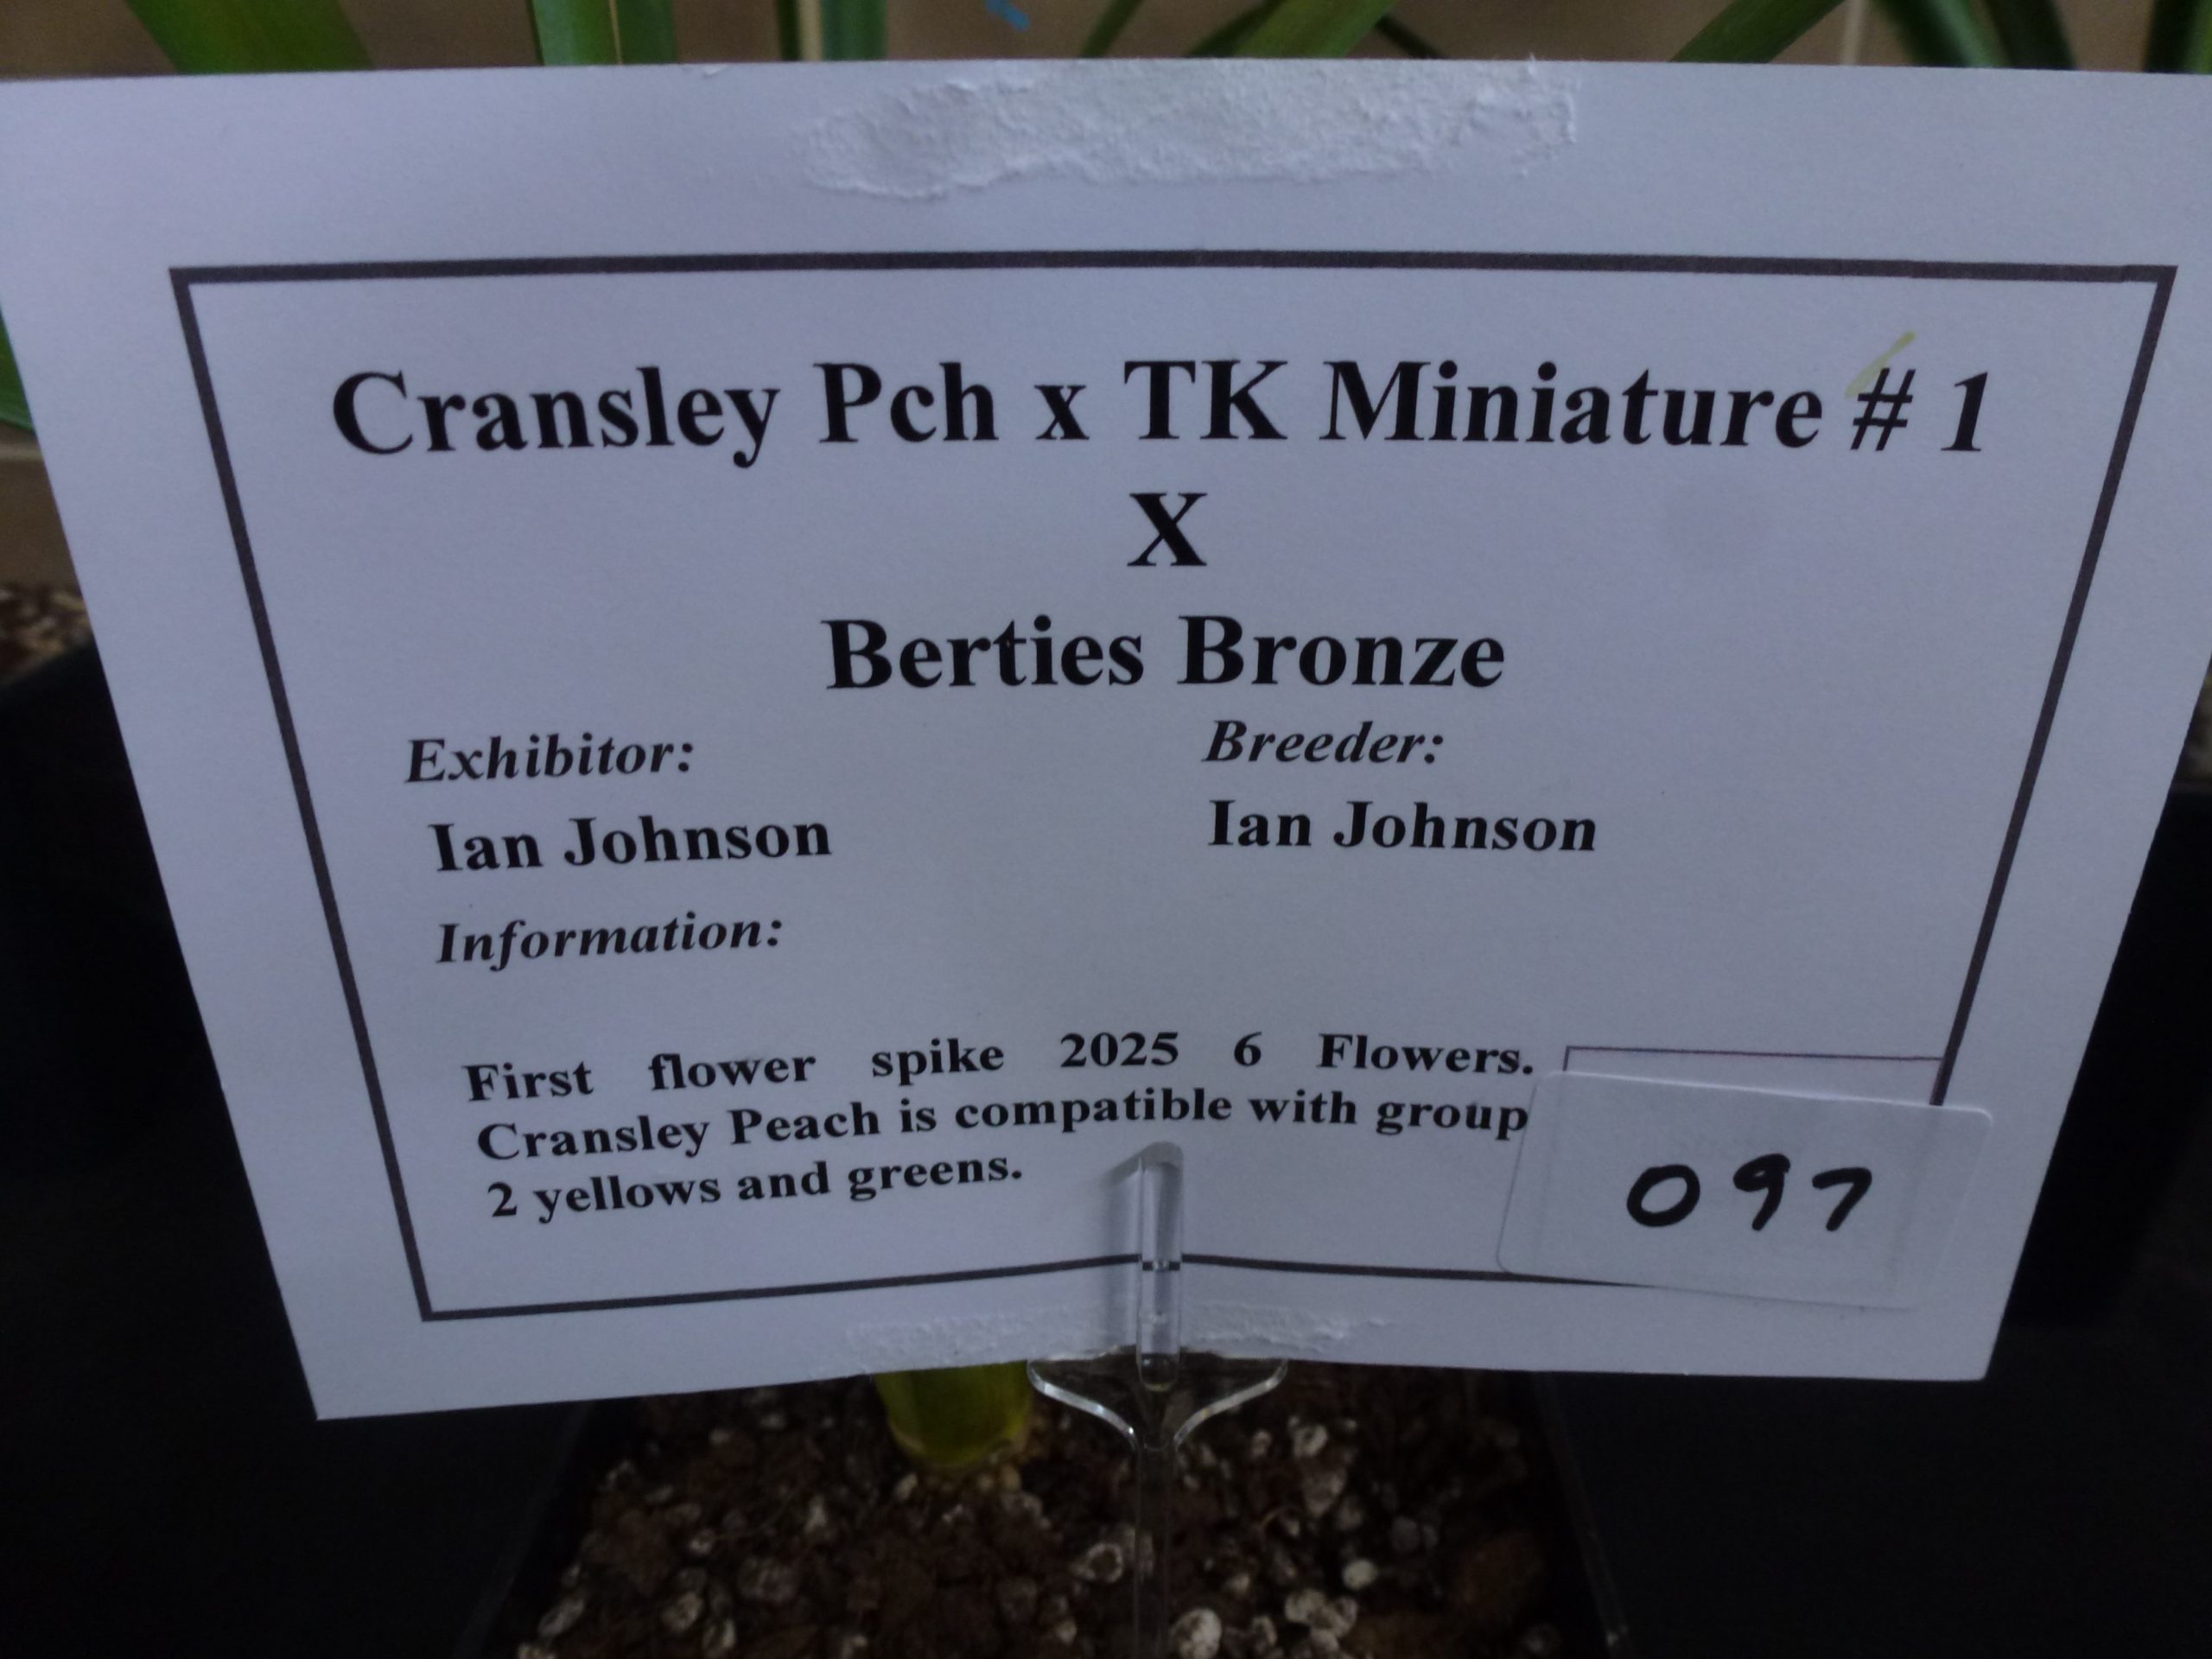 Cransley Pch x TK Miniature # 1
X
Berties Bronze
Exhibitor:
Breeder:
Ian Johnson
Ian Johnson
Information:
First flower spike 2025 6 Flowers.
Cransley Peach is compatible with group
2 yellows and greens.
097